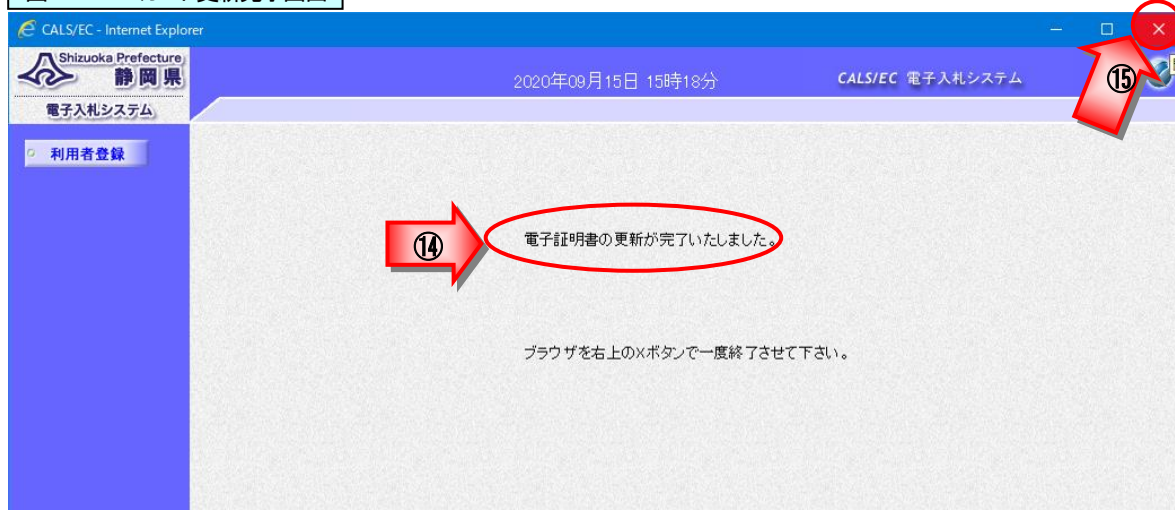 CALS/EC - Internet Explorer
Shizuoka Prefecture
静岡県
電子入札システム
2020年09月15日 15時18分
CALS/EC 電子入札システム
⑮
利用者登録
⑭
電子証明書の更新が完了いたしました。
ブラウザを右上の×ボタンで一度終了させて下さい。